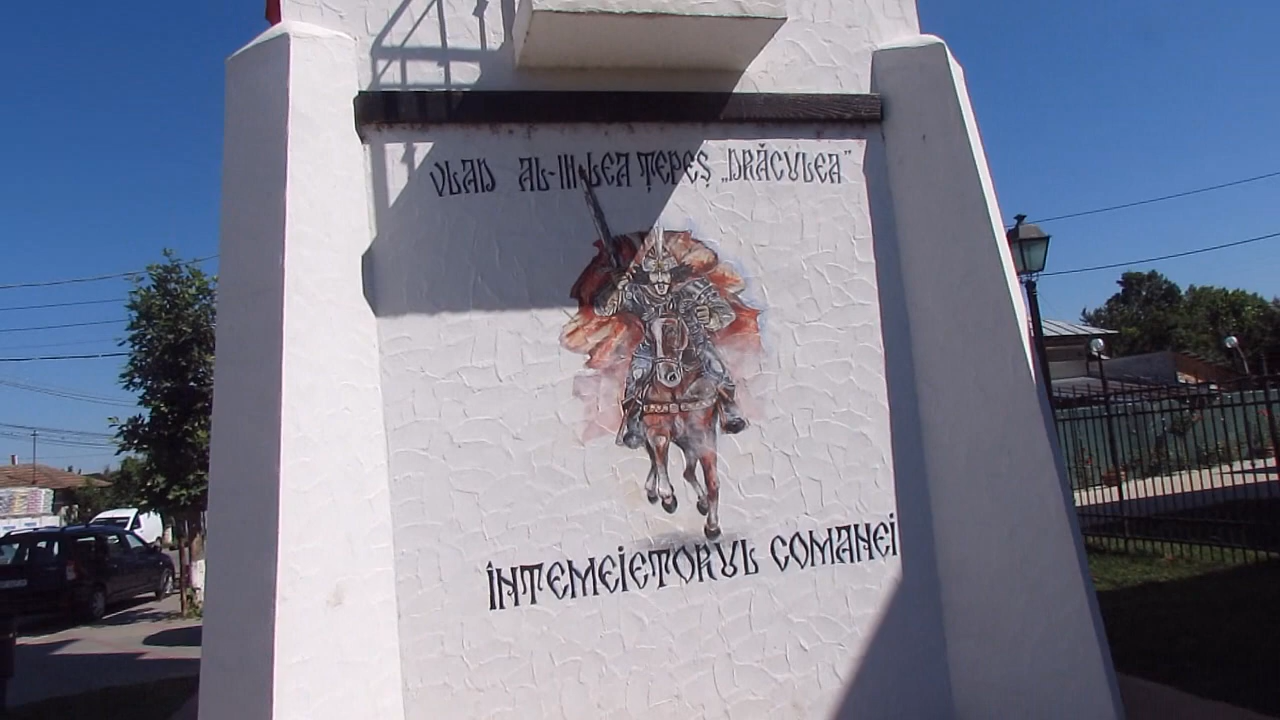 VLAD AL-III-LEA ȚEPEȘ „DRĂCULEA”
ÎNTEMEIETORUL COMANEI